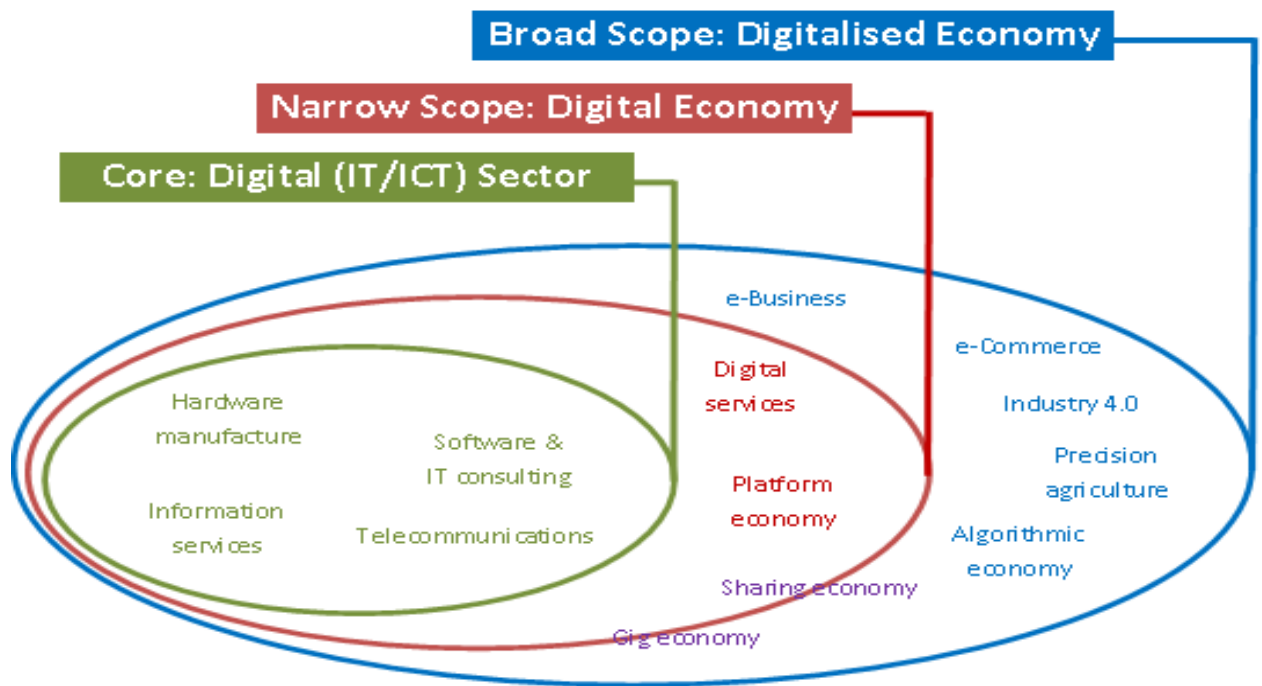 Broad Scope: Digitalised Economy
Narrow Scope: Digital Economy
Core: Digital (IT/ICT) Sector
e-Business
e-Commerce
Digital
services
Industry 4.0
Hardware
manufacture
Software &
IT consulting
Precision
agriculture
Platform
economy
Information
services
Telecommunications
Algorithmic
economy
Sharing economy
Gig economy